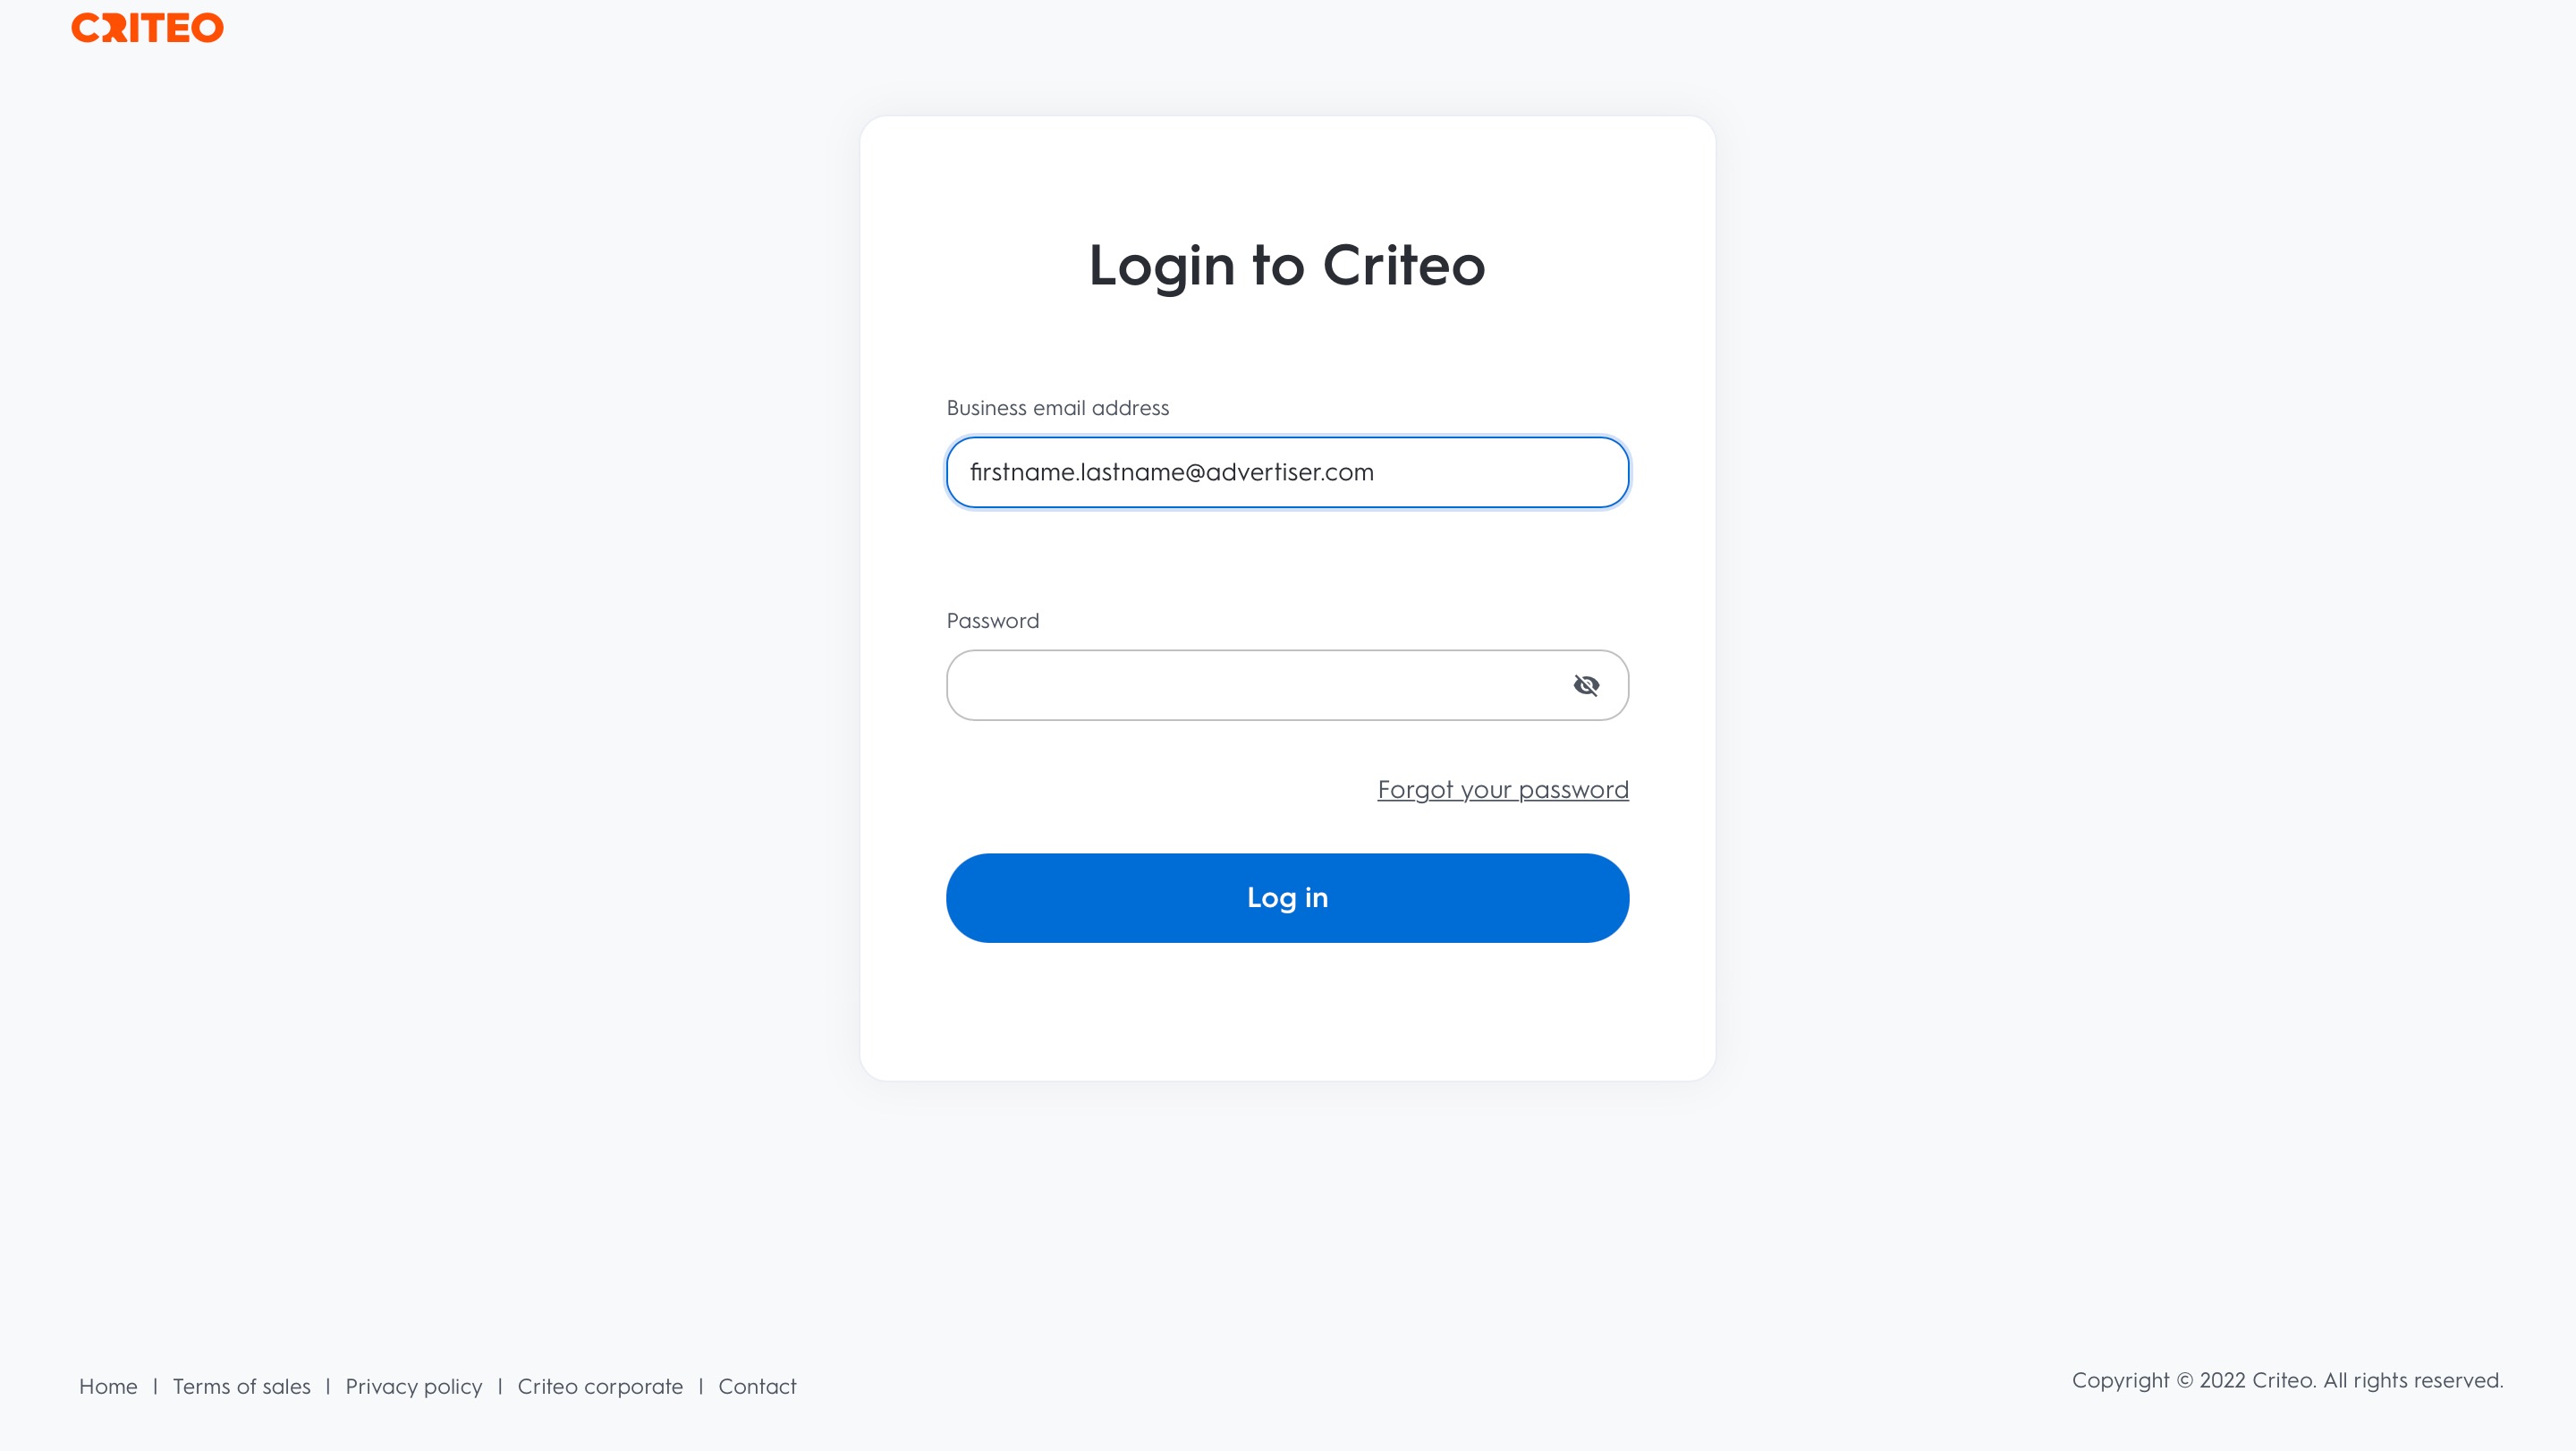 CRITEO
Login to Criteo
Business email address
firstname.lastname@advertiser.com
Password
Forgot your password
Log in
Home | Terms of sales | Privacy policy | Criteo corporate | Contact
Copyright © 2022 Criteo. All rights reserved.